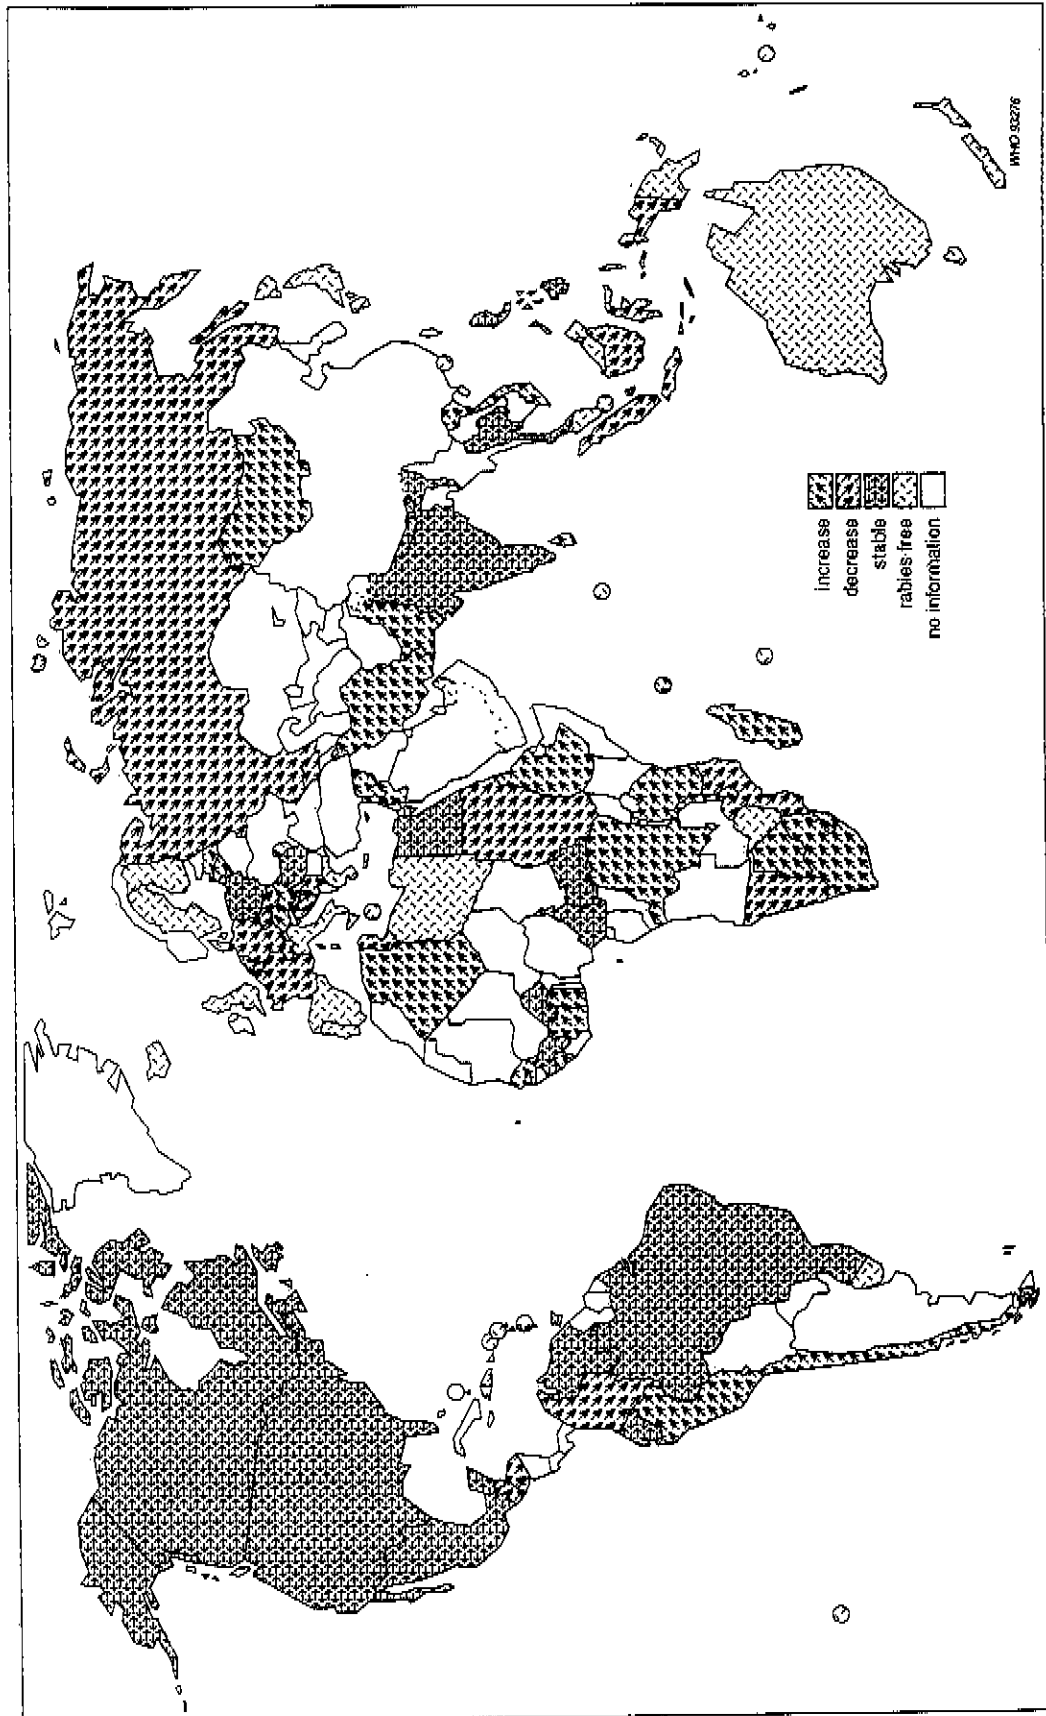 increase
decrease
stable
rabies-free
no information
WHO 93276